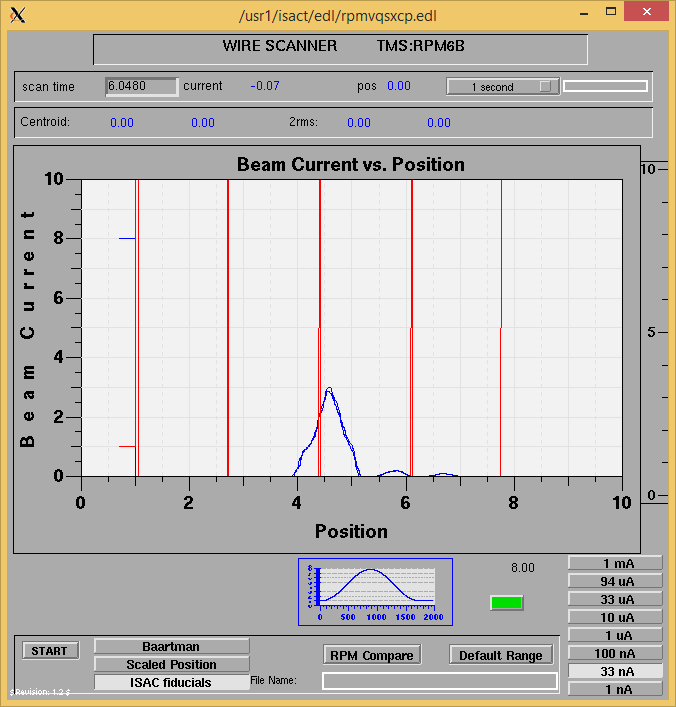 /usr1/isact/edl/rpmvqsxcp.edl
WIRE SCANNER TMS:RPM6B
scan time 6.0480 current -0.07 pos 0.00 1 second
Centroid: 0.00 0.00 2rms: 0.00 0.00
Beam Current vs. Position
10
8
6
4
2
0
Beam Current
0 2 4 6 8 10
Position
10
5
0
8
0 500 1000 1500 2000
8.00
1 mA
94 uA
33 uA
10 uA
1 uA
100 nA
33 nA
1 nA
START
Baartman
Scaled Position
ISAC fiducials
RPM Compare
Default Range
File Name:
$Revision: 1.2 $